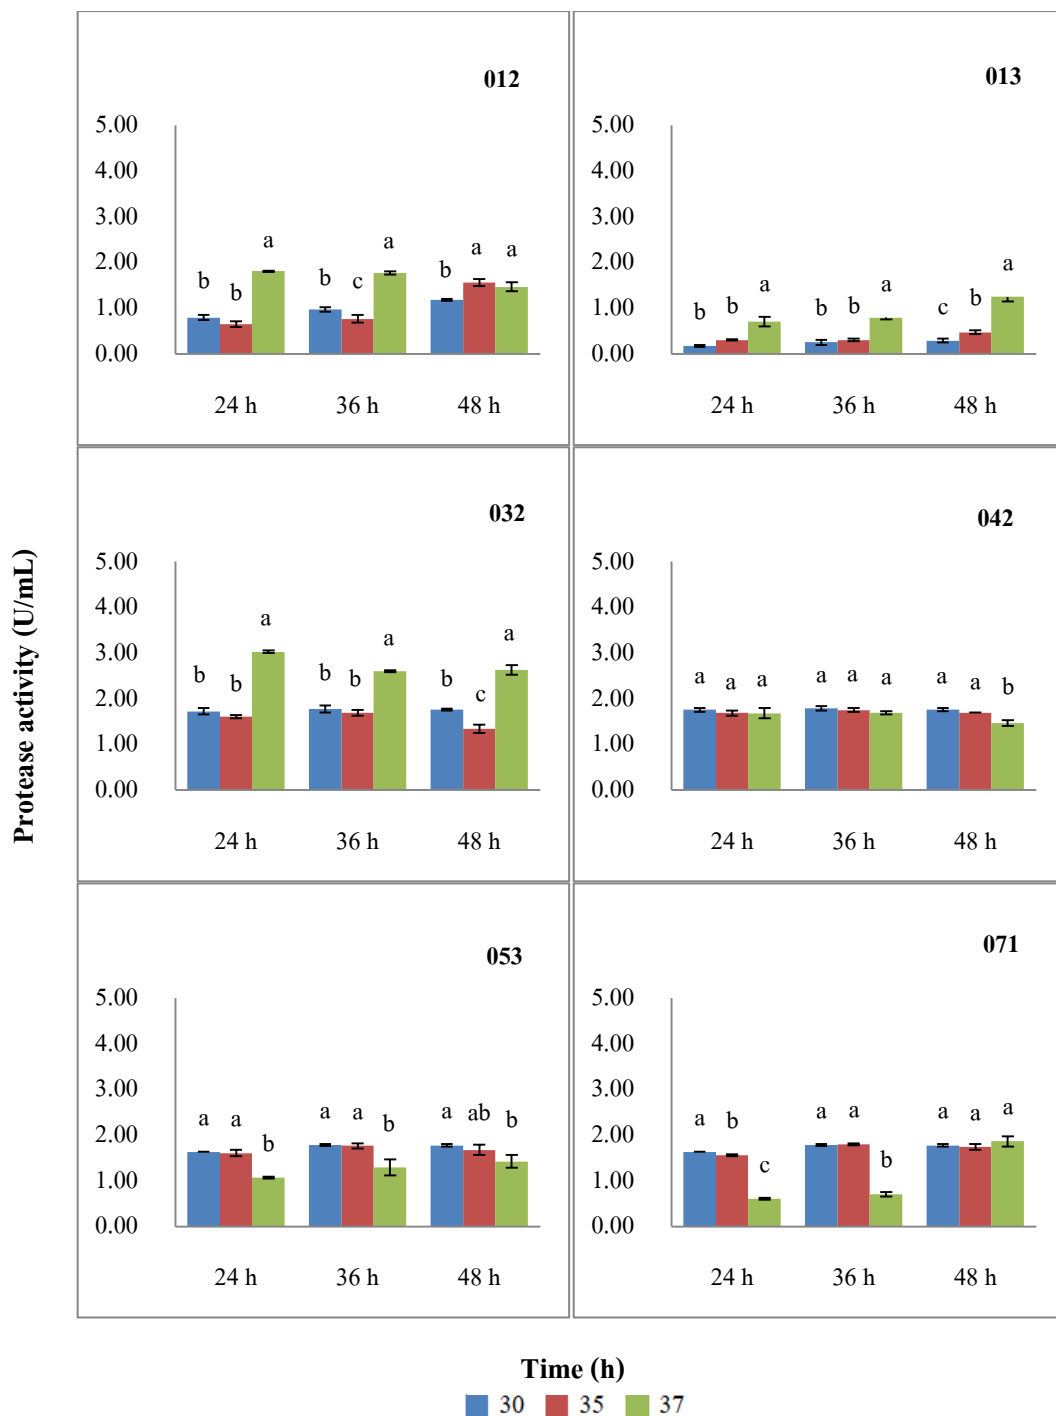 012
5.00
4.00
3.00
2.00
1.00
0.00
b b a b c a b a a
24 h 36 h 48 h
013
5.00
4.00
3.00
2.00
1.00
0.00
b b a b b a c b a
24 h 36 h 48 h
Protease activity (U/mL)
032
5.00
4.00
3.00
2.00
1.00
0.00
b b a b b a b c a
24 h 36 h 48 h
042
5.00
4.00
3.00
2.00
1.00
0.00
a a a a a a a a b
24 h 36 h 48 h
053
5.00
4.00
3.00
2.00
1.00
0.00
a a b a a b a ab b
24 h 36 h 48 h
071
5.00
4.00
3.00
2.00
1.00
0.00
a b c a a b a a a
24 h 36 h 48 h
Time (h)
30 35 37